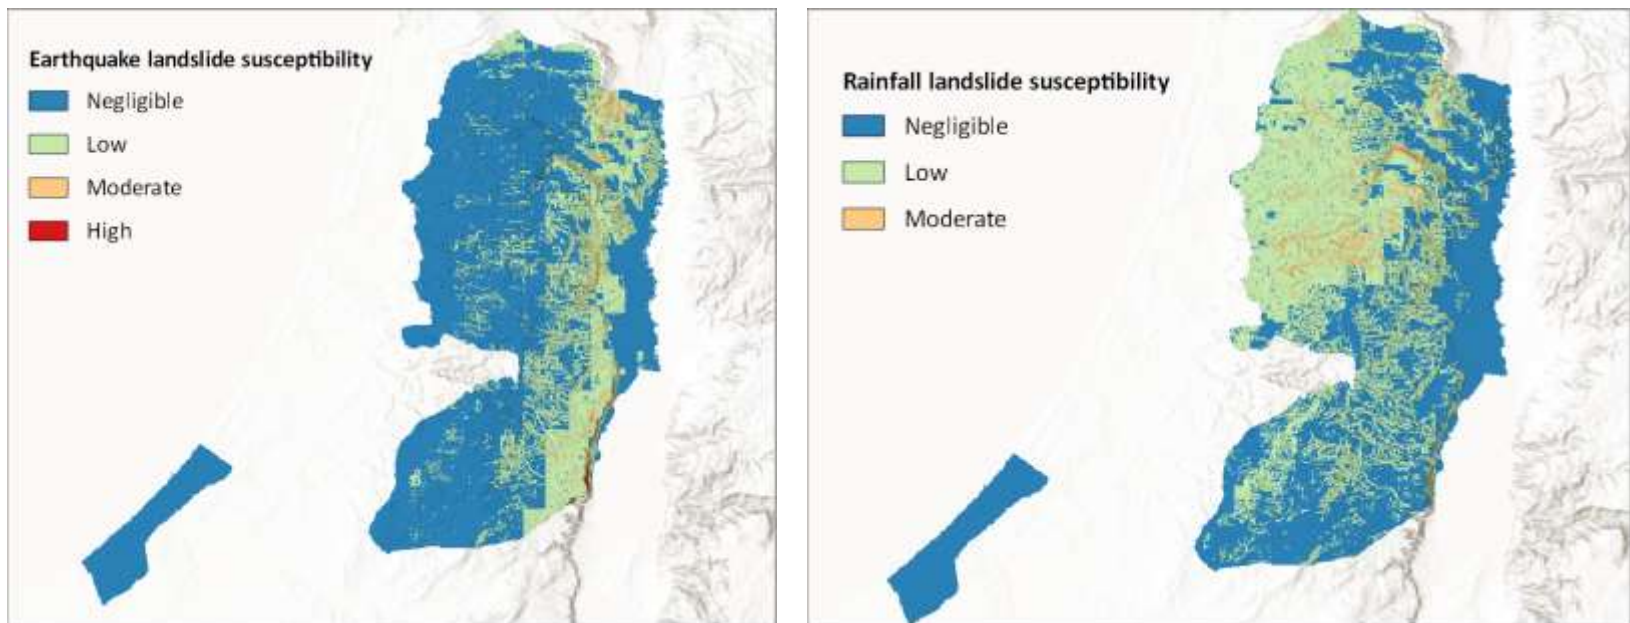 Earthquake landslide susceptibility
Negligible
Low
Moderate
High
Rainfall landslide susceptibility
Negligible
Low
Moderate